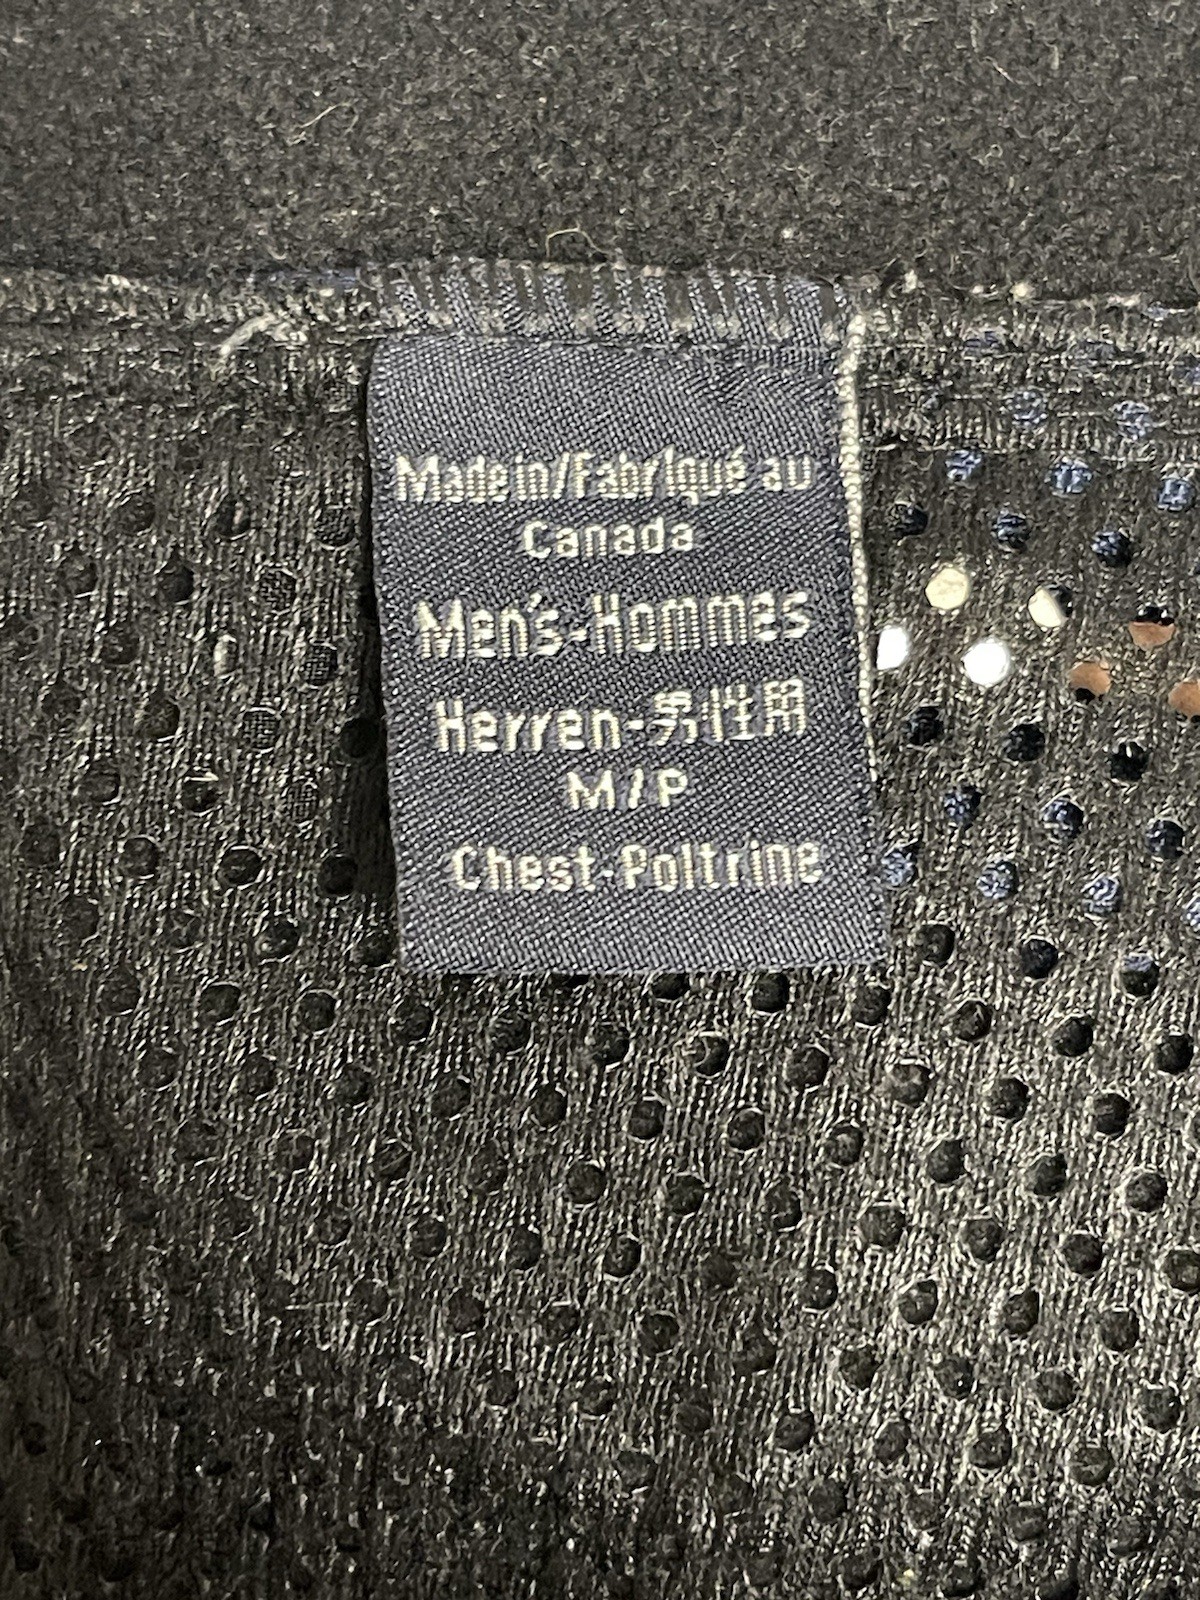 Made in/Fabriqué au
Canada
Men's-Hommes
Herren-男性用
M/P
Chest-Poitrine